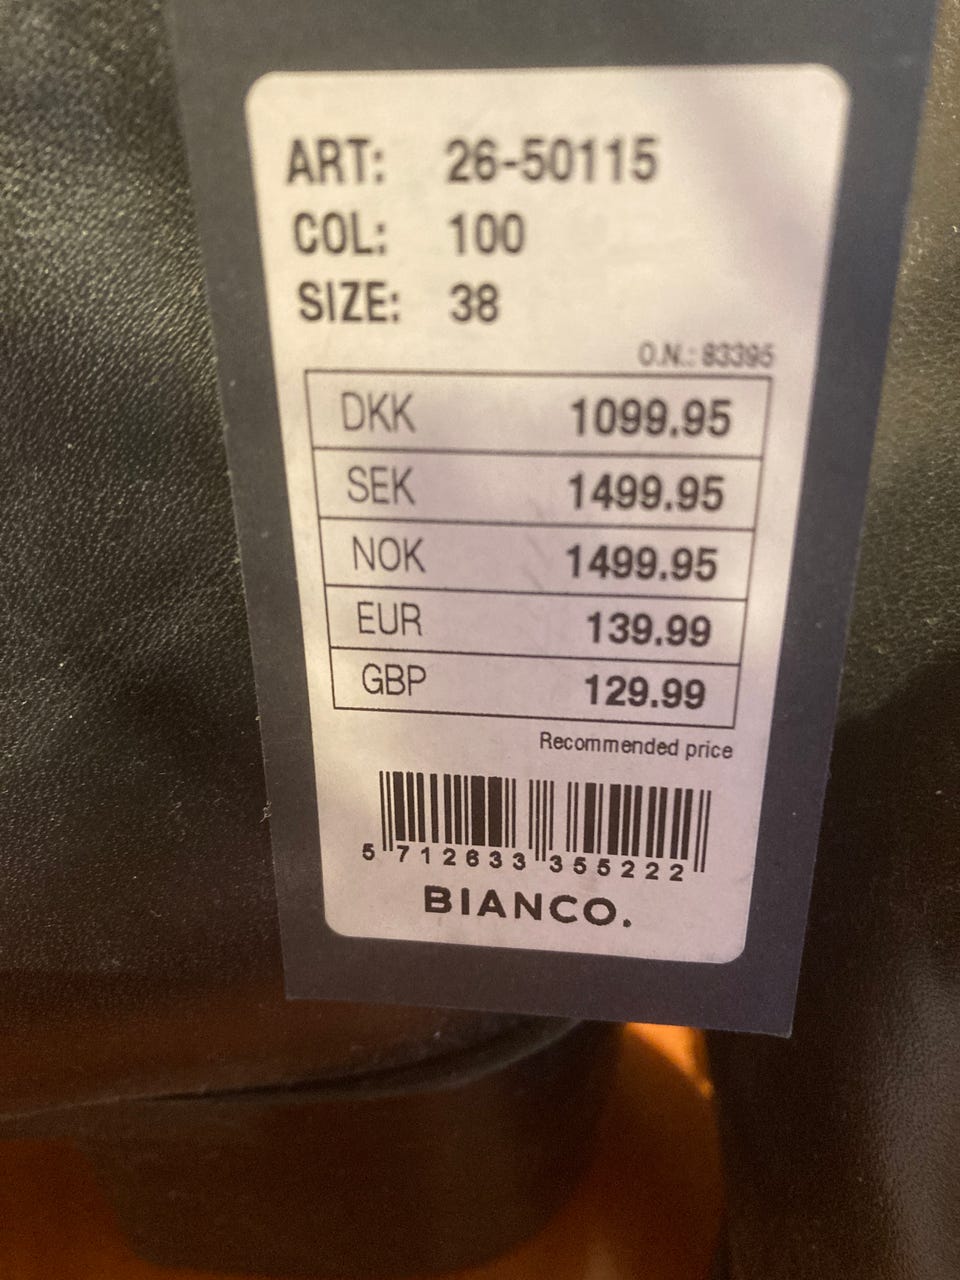 ART: 26-50115
COL: 100
SIZE: 38
O.N.: 83395
DKK 1099.95
SEK 1499.95
NOK 1499.95
EUR 139.99
GBP 129.99
Recommended price
5 712633 355222
BIANCO.